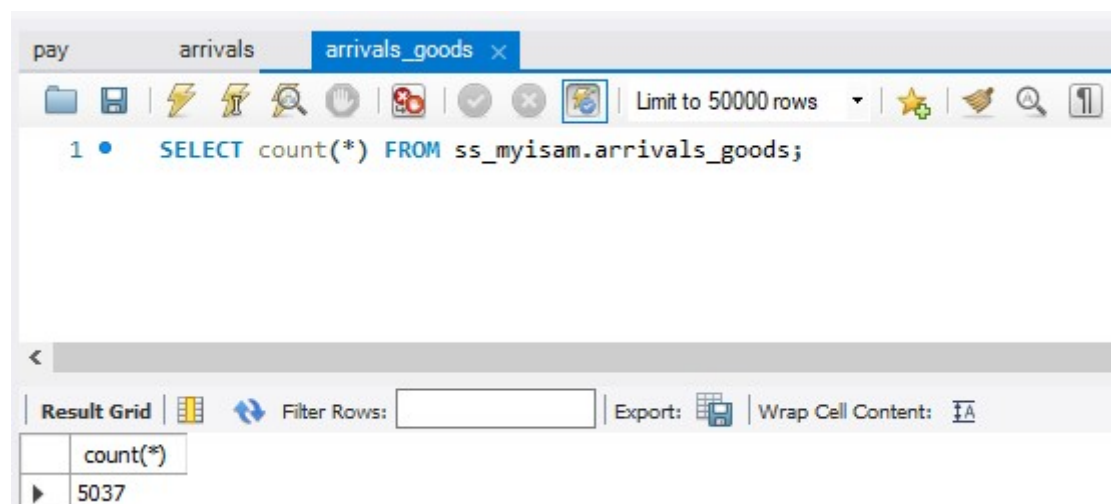 pay arrivals arrivals_goods ×
Limit to 50000 rows
1 SELECT count(*) FROM ss_myisam.arrivals_goods;
Result Grid Filter Rows: Export: Wrap Cell Content:
count(*)
5037